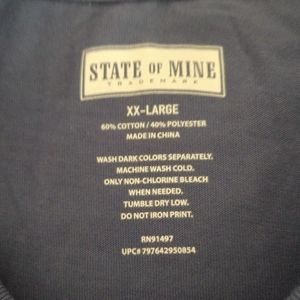 STATE OF MINE
TRADEMARK
XX-LARGE
60% COTTON / 40% POLYESTER
MADE IN CHINA
WASH DARK COLORS SEPARATELY.
MACHINE WASH COLD.
ONLY NON-CHLORINE BLEACH
WHEN NEEDED.
TUMBLE DRY LOW.
DO NOT IRON PRINT.
RN91497
UPC# 797642950854